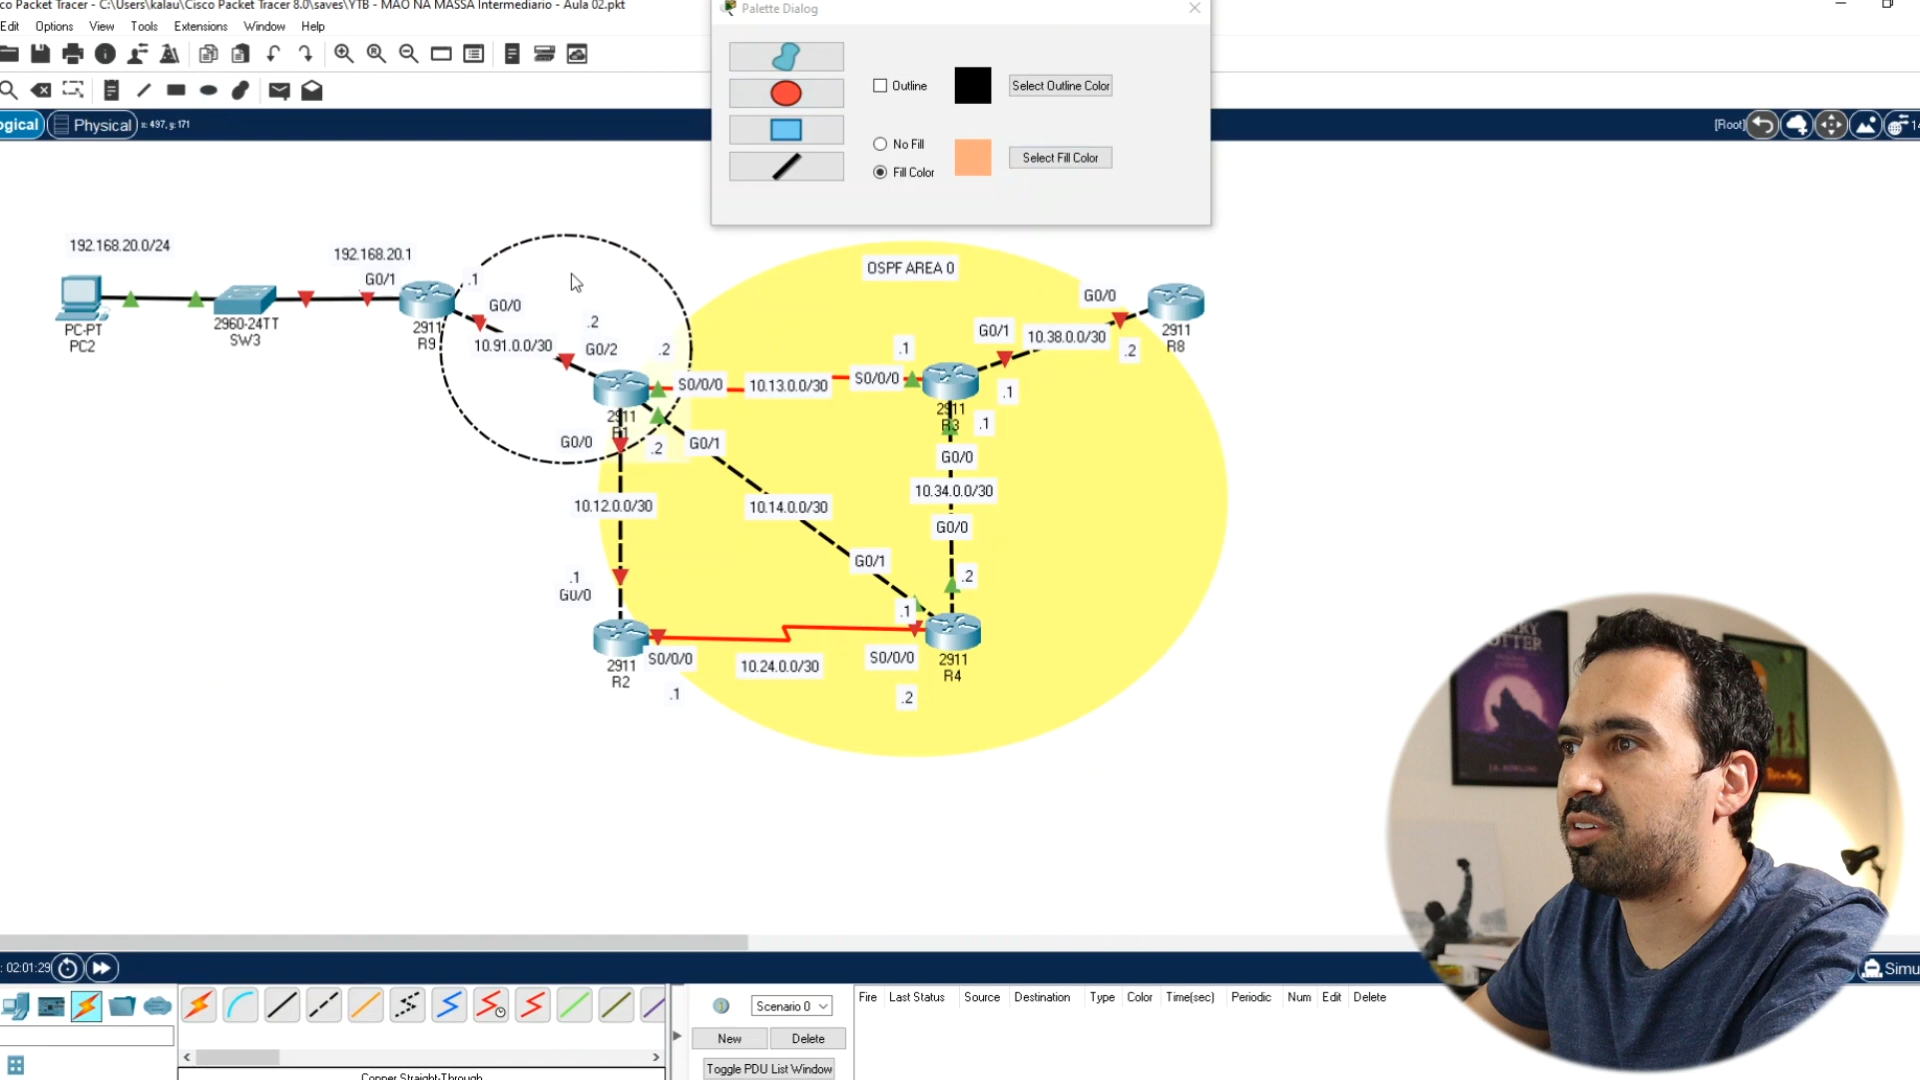 co Packet Tracer - C:\Users\kalau\Cisco Packet Tracer 8.0\saves\YTB - MAO NA MASSA Intermediario - Aula 02.pkt
Palette Dialog
Edit Options View Tools Extensions Window Help
Outline
Select Outline Color
No Fill
Fill Color
Select Fill Color
ogical
Physical
x: 497, y: 171
[Root]
14
192.168.20.0/24
192.168.20.1
G0/1
.1
G0/0
PC-PT
PC2
2960-24TT
SW3
2911
R9
10.91.0.0/30
.2
G0/2
.2
OSPF AREA 0
G0/0
2911
R8
G0/1
10.38.0.0/30
.2
.1
S0/0/0
10.13.0.0/30
S0/0/0
.1
2911
R1
2911
R3
.1
G0/0
.2
G0/1
G0/0
10.12.0.0/30
10.14.0.0/30
10.34.0.0/30
G0/0
G0/1
.2
.1
G0/0
.1
2911
R2
S0/0/0
.1
10.24.0.0/30
S0/0/0
.2
2911
R4
RRY
OTTER
J.K. ROWLING
: 02:01:29
Simu
Scenario 0
New
Delete
Toggle PDU List Window
Fire Last Status Source Destination Type Color Time(sec) Periodic Num Edit Delete
Copper Straight-Through